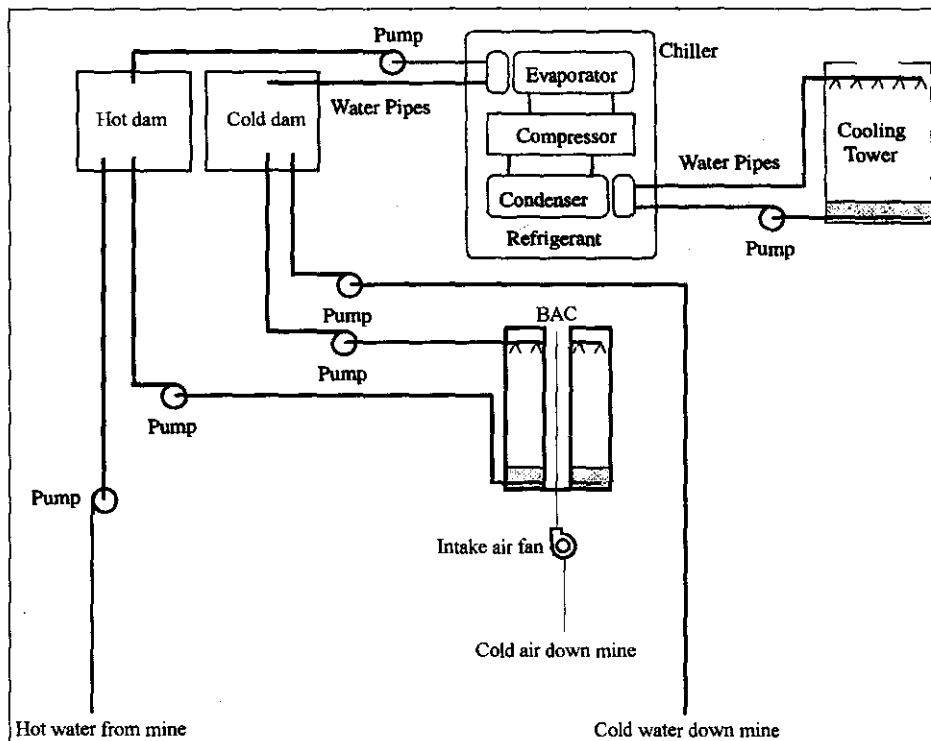 Pump
Chiller
Evaporator
Hot dam
Cold dam
Water Pipes
Compressor
Cooling
Tower
Water Pipes
Condenser
Refrigerant
Pump
Pump
BAC
Pump
Pump
Pump
Intake air fan
Cold air down mine
Hot water from mine
Cold water down mine